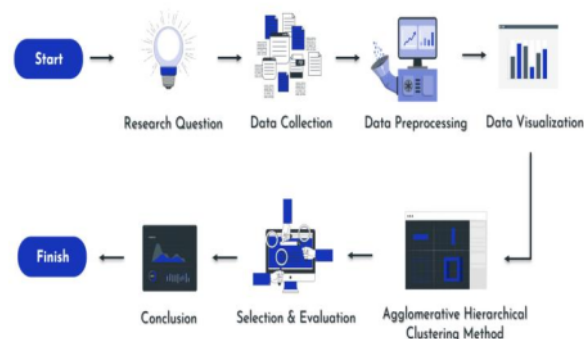 Start
Research Question
Data Collection
Data Preprocessing
Data Visualization
Finish
Conclusion
Selection & Evaluation
Agglomerative Hierarchical
Clustering Method